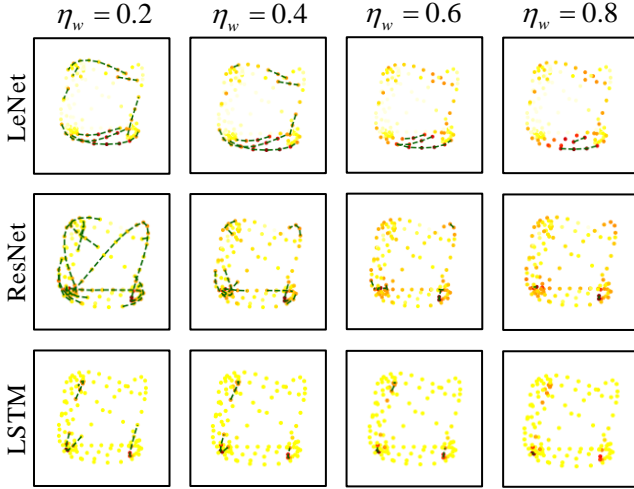 η_w = 0.2 η_w = 0.4 η_w = 0.6 η_w = 0.8
LeNet
ResNet
LSTM